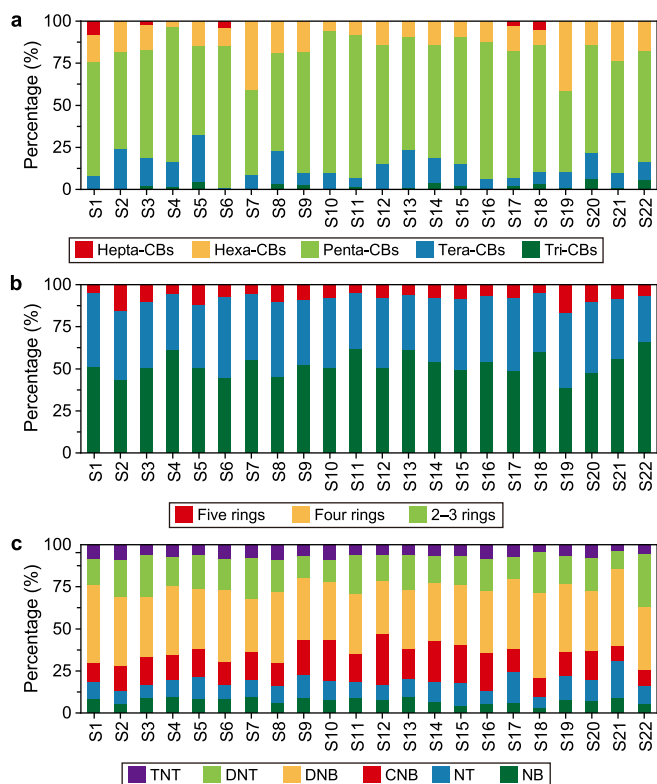 a
Percentage (%)
100
75
50
25
0
S1 S2 S3 S4 S5 S6 S7 S8 S9 S10 S11 S12 S13 S14 S15 S16 S17 S18 S19 S20 S21 S22
Hepta-CBs Hexa-CBs Penta-CBs Tera-CBs Tri-CBs
b
Percentage (%)
100
75
50
25
0
S1 S2 S3 S4 S5 S6 S7 S8 S9 S10 S11 S12 S13 S14 S15 S16 S17 S18 S19 S20 S21 S22
Five rings Four rings 2–3 rings
c
Percentage (%)
100
75
50
25
0
S1 S2 S3 S4 S5 S6 S7 S8 S9 S10 S11 S12 S13 S14 S15 S16 S17 S18 S19 S20 S21 S22
TNT DNT DNB CNB NT NB